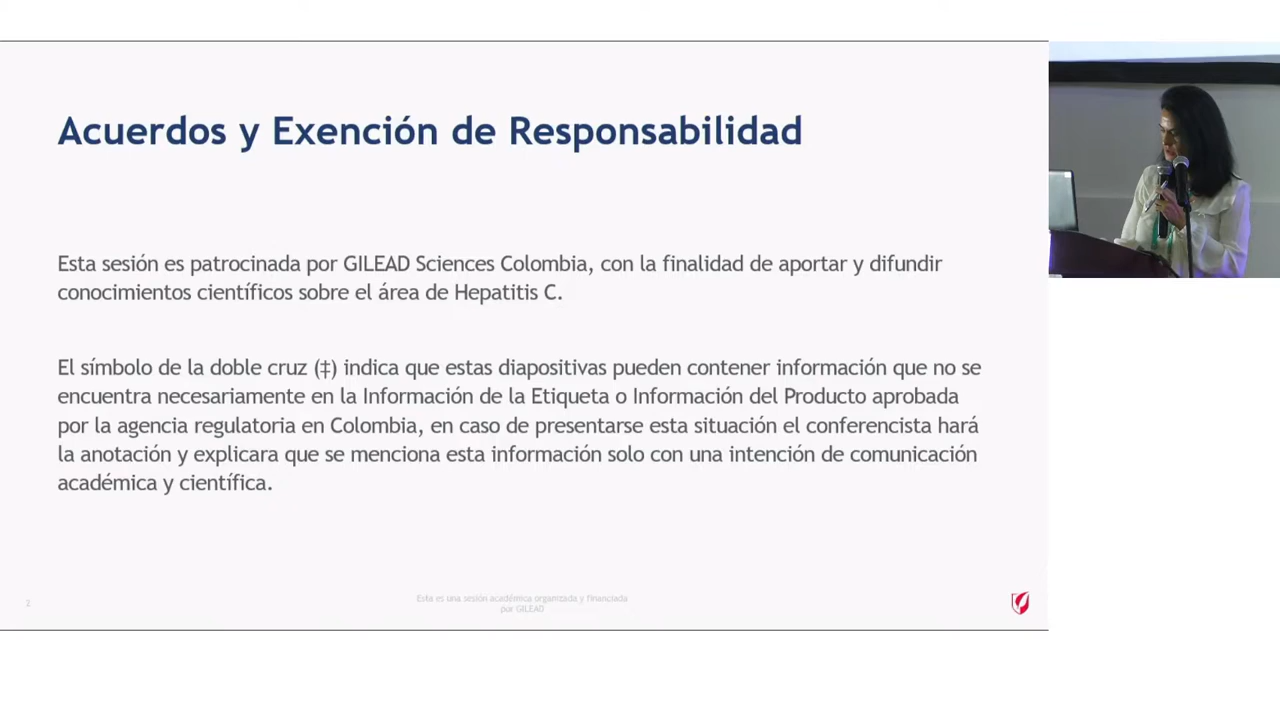 Acuerdos y Exención de Responsabilidad
Esta sesión es patrocinada por GILEAD Sciences Colombia, con la finalidad de aportar y difundir
conocimientos científicos sobre el área de Hepatitis C.
El símbolo de la doble cruz (‡) indica que estas diapositivas pueden contener información que no se
encuentra necesariamente en la Información de la Etiqueta o Información del Producto aprobada
por la agencia regulatoria en Colombia, en caso de presentarse esta situación el conferencista hará
la anotación y explicara que se menciona esta información solo con una intención de comunicación
académica y científica.
2
Esta es una sesión académica organizada y financiada
por GILEAD